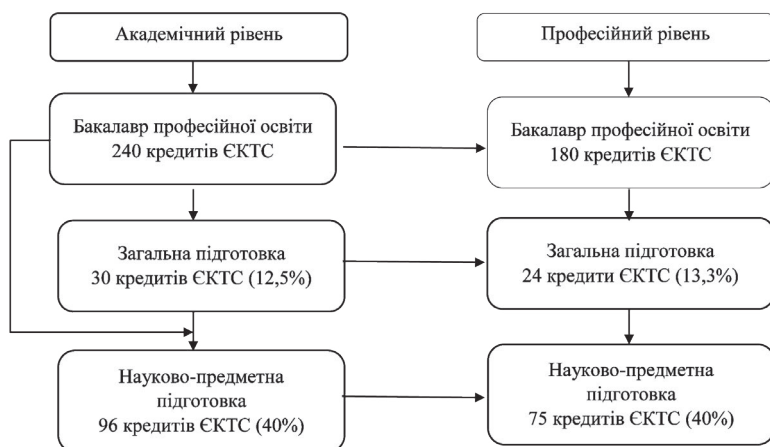 Академічний рівень
Професійний рівень
Бакалавр професійної освіти
240 кредитів ЄКТС
Бакалавр професійної освіти
180 кредитів ЄКТС
Загальна підготовка
30 кредитів ЄКТС (12,5%)
Загальна підготовка
24 кредити ЄКТС (13,3%)
Науково-предметна
підготовка
96 кредитів ЄКТС (40%)
Науково-предметна
підготовка
75 кредитів ЄКТС (40%)